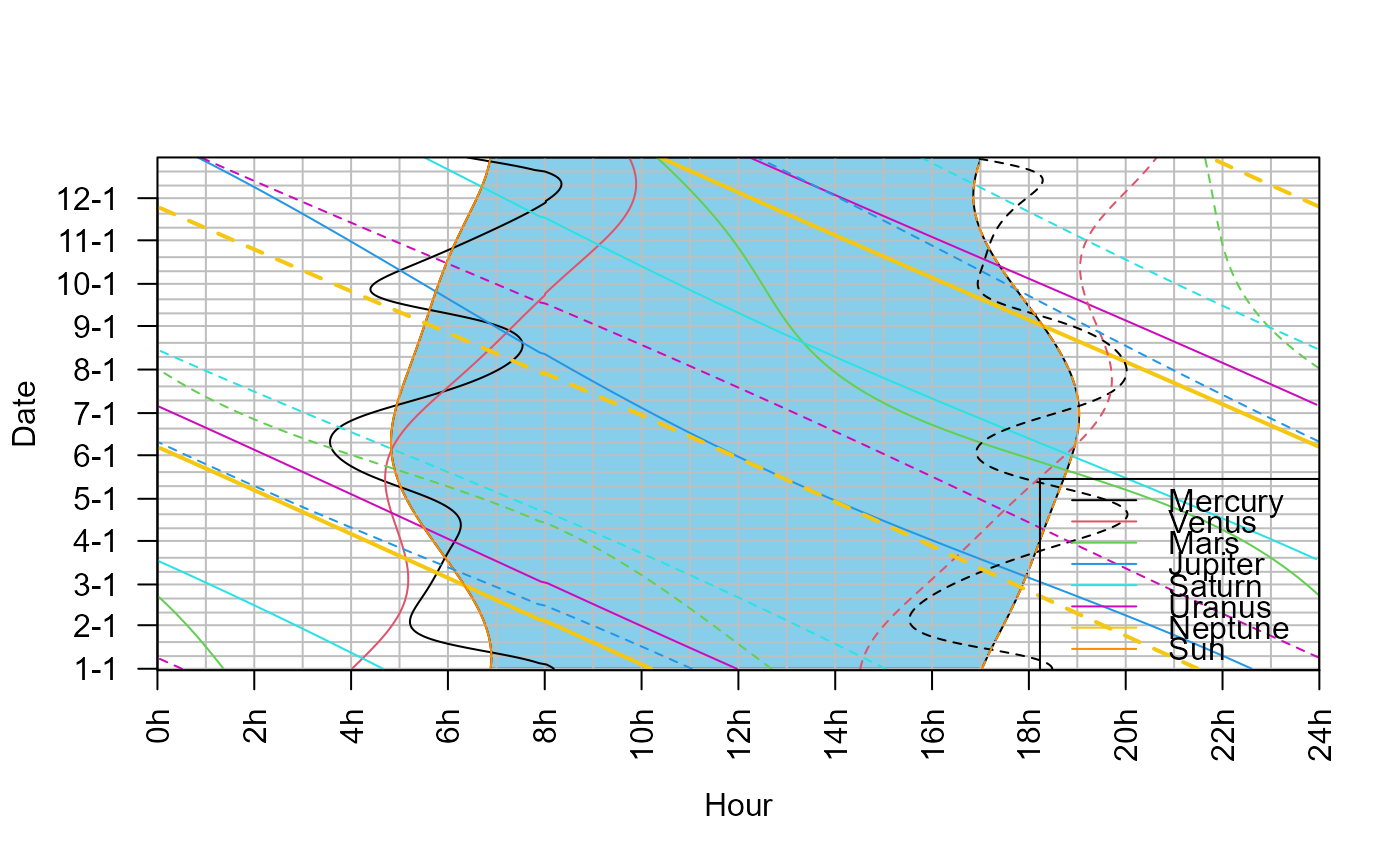 Date
12-1
11-1
10-1
9-1
8-1
7-1
6-1
5-1
4-1
3-1
2-1
1-1
Mercury
Venus
Mars
Jupiter
Saturn
Uranus
Neptune
Sun
0h 2h 4h 6h 8h 10h 12h 14h 16h 18h 20h 22h 24h
Hour